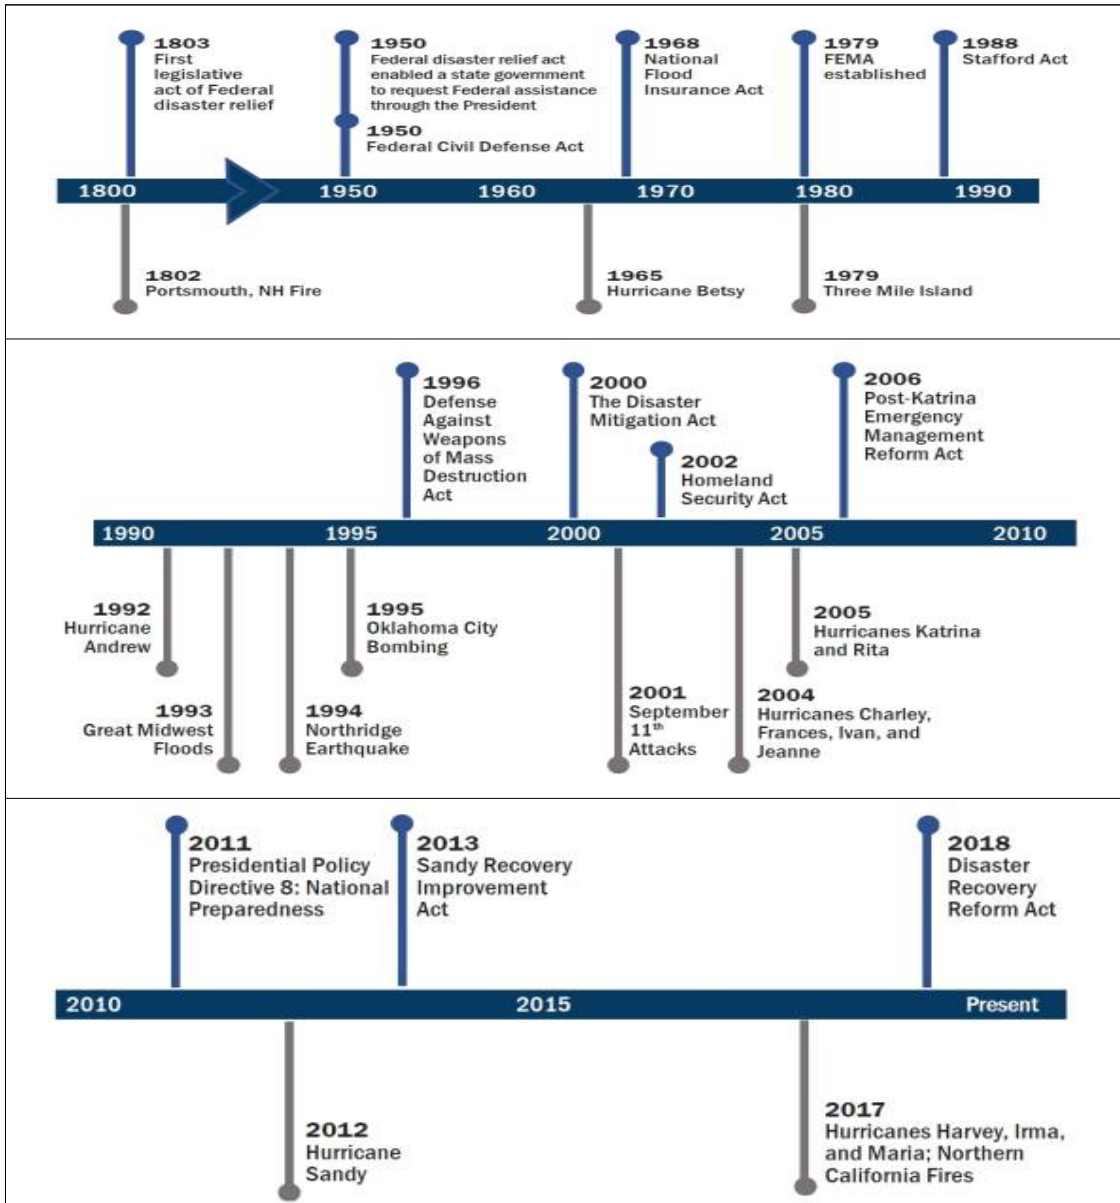 1803
First
legislative
act of Federal
disaster relief
1950
Federal disaster relief act
enabled a state government
to request Federal assistance
through the President
1950
Federal Civil Defense Act
1968
National
Flood
Insurance Act
1979
FEMA
established
1988
Stafford Act
1800 1950 1960 1970 1980 1990
1802
Portsmouth, NH Fire
1965
Hurricane Betsy
1979
Three Mile Island
1996
Defense
Against
Weapons
of Mass
Destruction
Act
2000
The Disaster
Mitigation Act
2002
Homeland
Security Act
2006
Post-Katrina
Emergency
Management
Reform Act
1990 1995 2000 2005 2010
1992
Hurricane
Andrew
1993
Great Midwest
Floods
1994
Northridge
Earthquake
1995
Oklahoma City
Bombing
2001
September
11th
Attacks
2004
Hurricanes Charley,
Frances, Ivan, and
Jeanne
2005
Hurricanes Katrina
and Rita
2011
Presidential Policy
Directive 8: National
Preparedness
2013
Sandy Recovery
Improvement
Act
2018
Disaster
Recovery
Reform Act
2010 2015 Present
2012
Hurricane
Sandy
2017
Hurricanes Harvey, Irma,
and Maria; Northern
California Fires